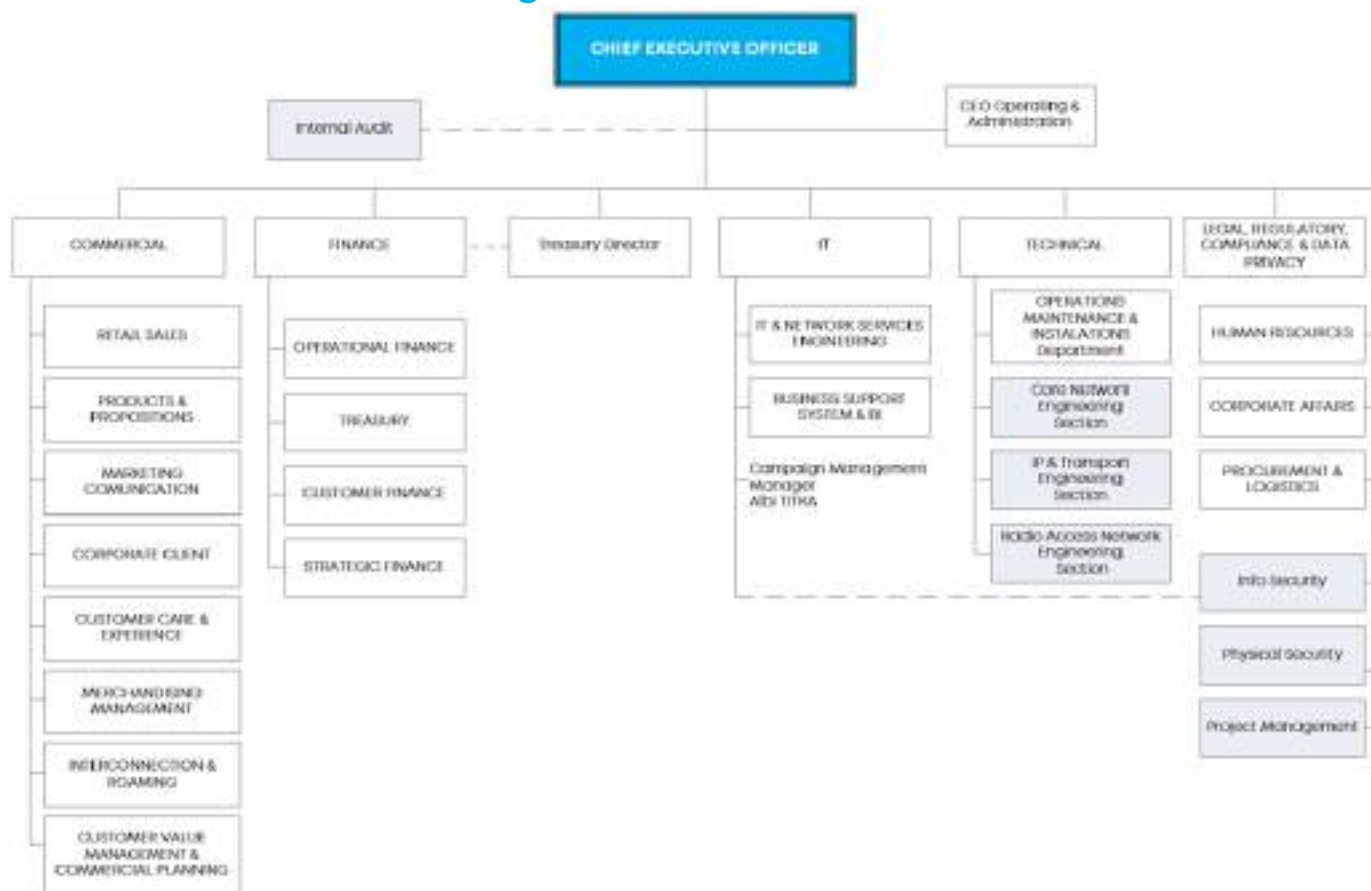 CHIEF EXECUTIVE OFFICER
Internal Audit
CEO Operating &
Administration
COMMERCIAL
FINANCE
Treasury Director
IT
TECHNICAL
LEGAL, REGULATORY,
COMPLIANCE & DATA
PRIVACY
RETAIL SALES
PRODUCTS &
PROPOSITIONS
MARKETING
COMUNICATION
CORPORATE CLIENT
CUSTOMER CARE &
EXPERIENCE
MERCHANDISING
MANAGEMENT
INTERCONNECTION &
ROAMING
CUSTOMER VALUE
MANAGEMENT &
COMMERCIAL PLANNING
OPERATIONAL FINANCE
TREASURY
CUSTOMER FINANCE
STRATEGIC FINANCE
IT & NETWORK SERVICES
ENGINEERING
BUSINESS SUPPORT
SYSTEM & BI
Campaign Management
Manager
Albi
OPERATIONS
MAINTENANCE &
INSTALATIONS
Department
Core Network
Engineering
Section
IP & Transport
Engineering
Section
Radio Access Network
Engineering
Section
HUMAN RESOURCES
CORPORATE AFFAIRS
PROCUREMENT &
LOGISTICS
Info Security
Physical Security
Project Management